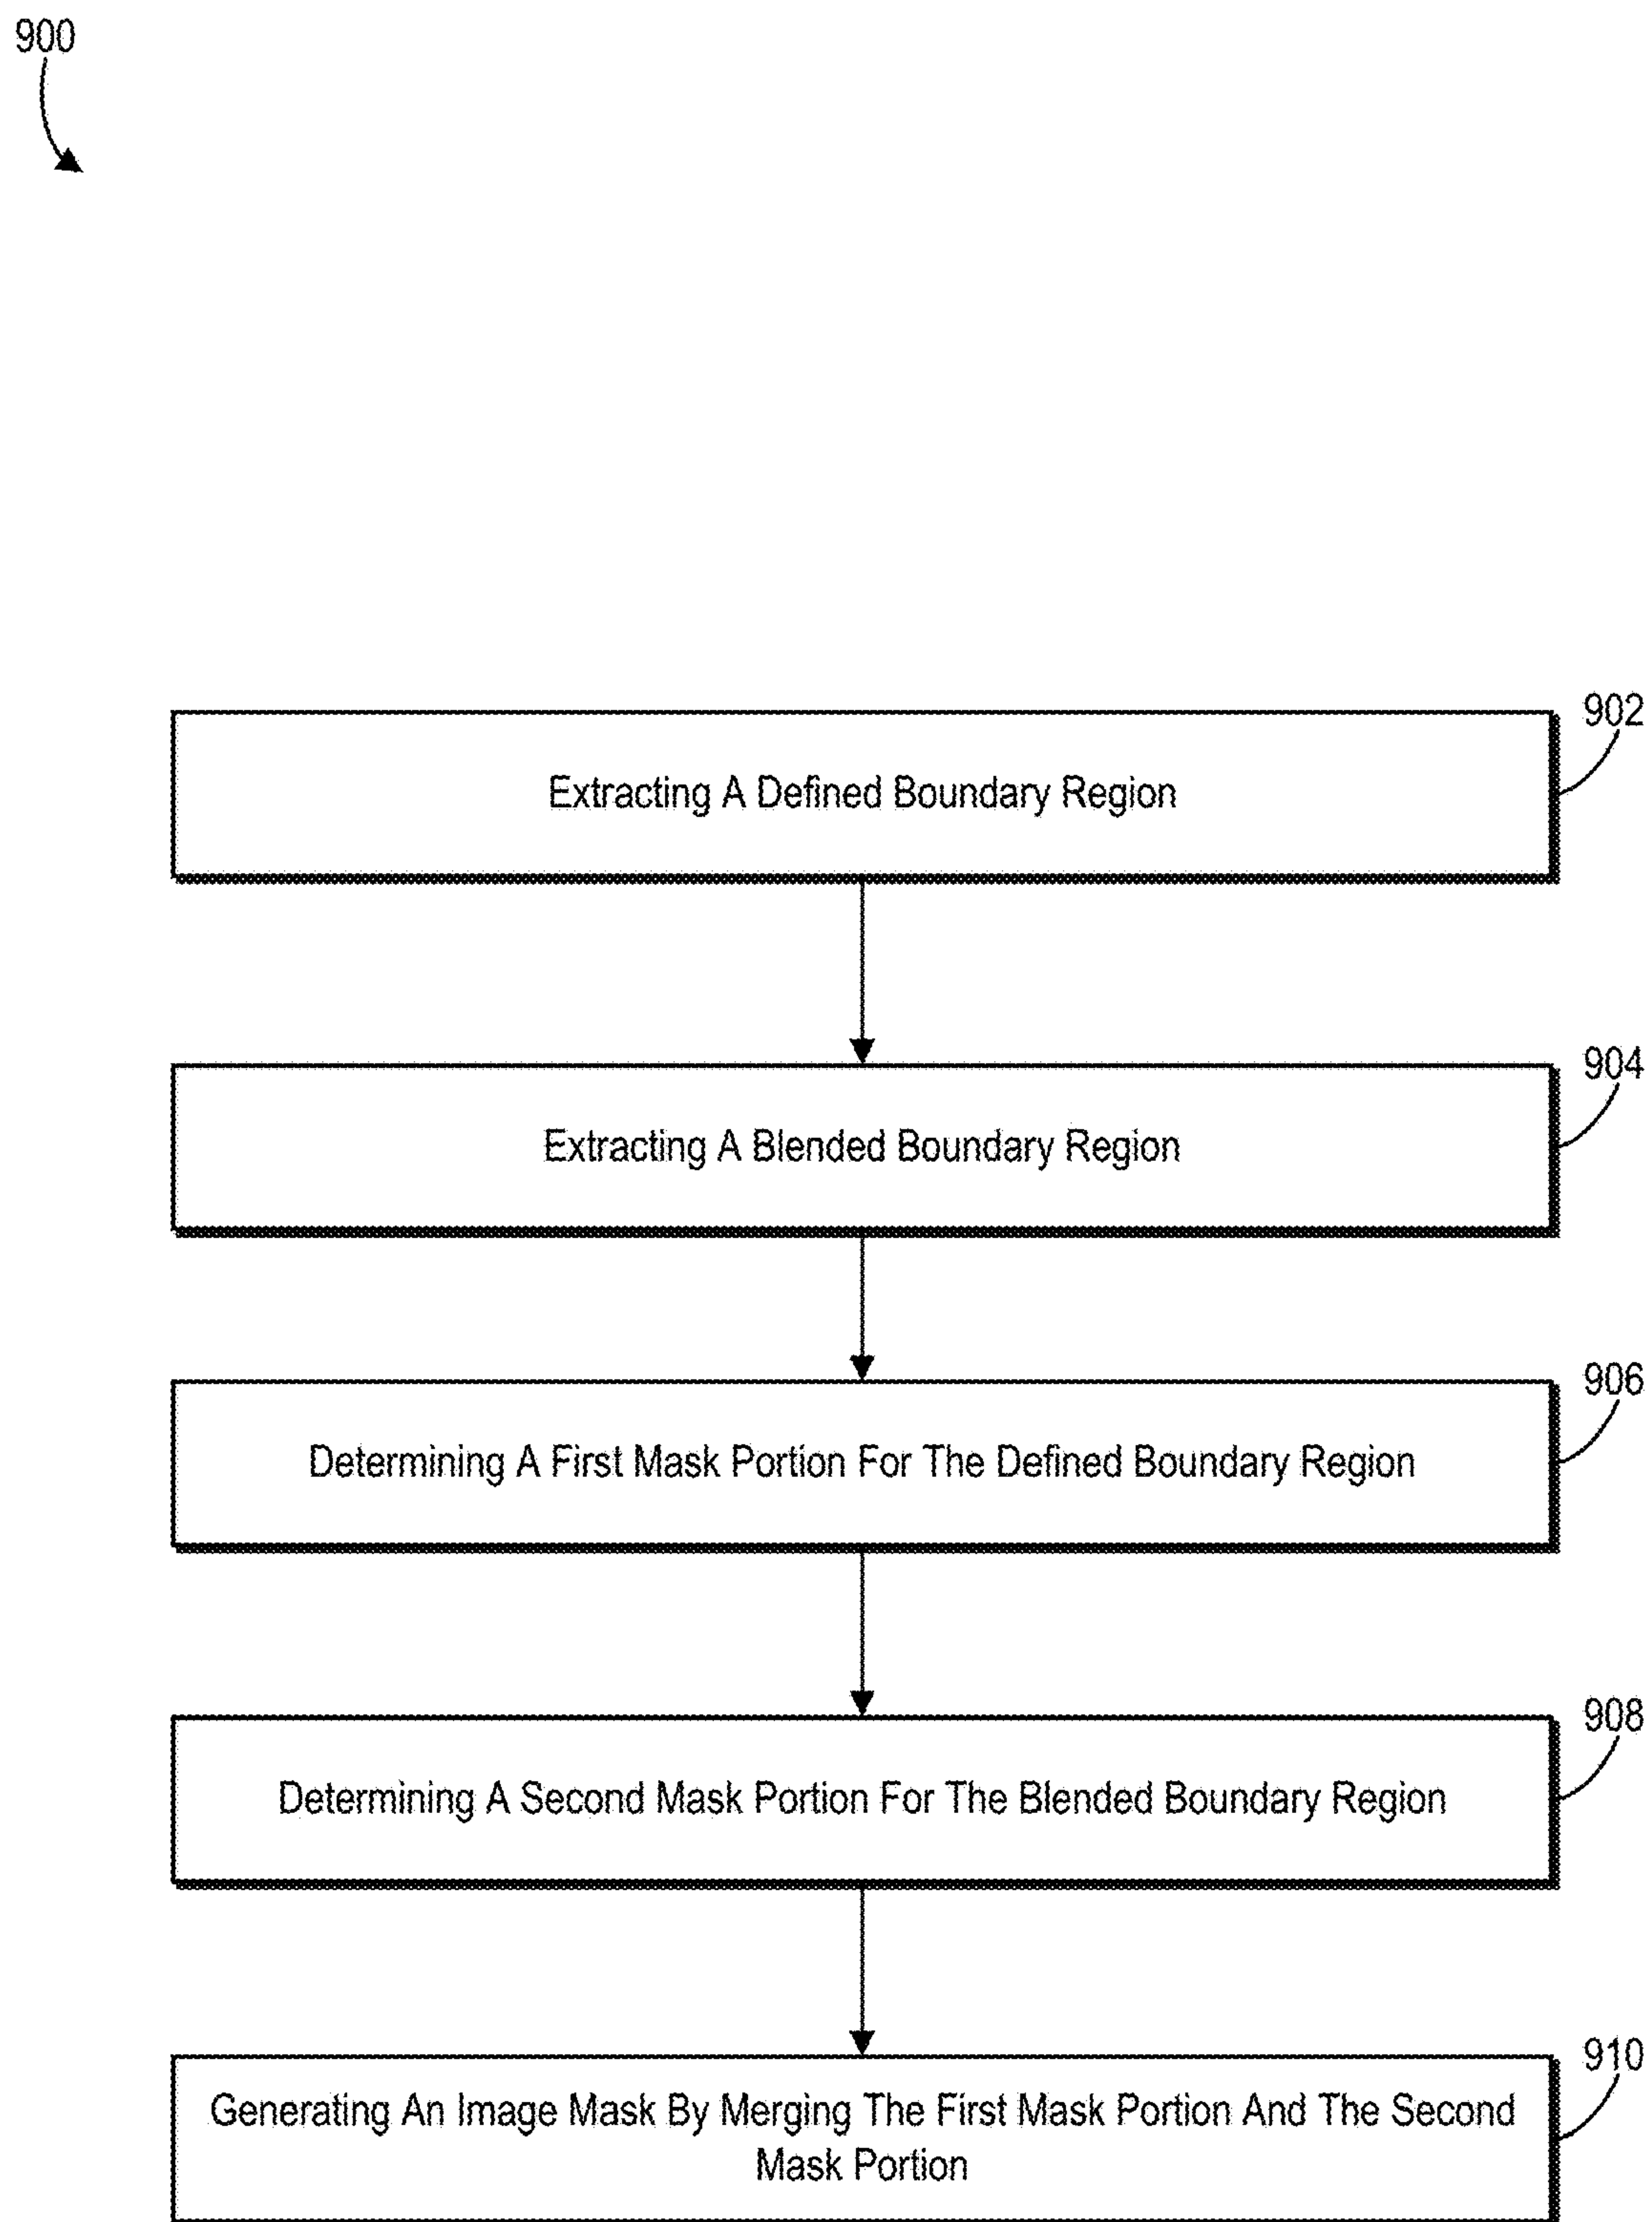 900
902
Extracting A Defined Boundary Region
904
Extracting A Blended Boundary Region
906
Determining A First Mask Portion For The Defined Boundary Region
908
Determining A Second Mask Portion For The Blended Boundary Region
910
Generating An Image Mask By Merging The First Mask Portion And The Second
Mask Portion